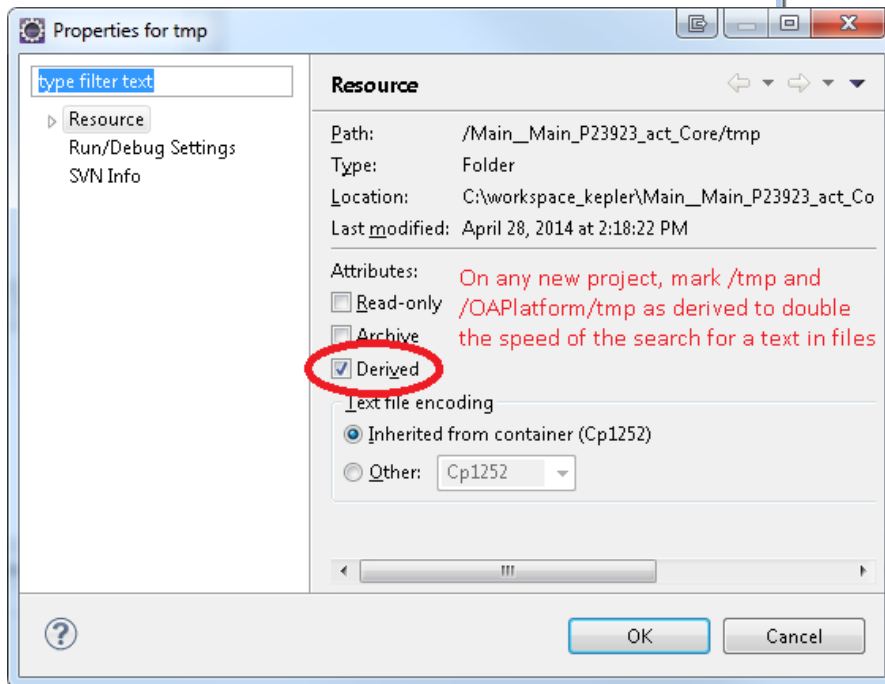 Properties for tmp
type filter text
Resource
Run/Debug Settings
SVN Info
Resource
Path: /Main__Main_P23923_act_Core/tmp
Type: Folder
Location: C:\workspace_kepler\Main__Main_P23923_act_Co
Last modified: April 28, 2014 at 2:18:22 PM
Attributes:
Read-only
Archive
Derived
On any new project, mark /tmp and
/OAPlatform/tmp as derived to double
the speed of the search for a text in files
Text file encoding
Inherited from container (Cp1252)
Other: Cp1252
OK
Cancel